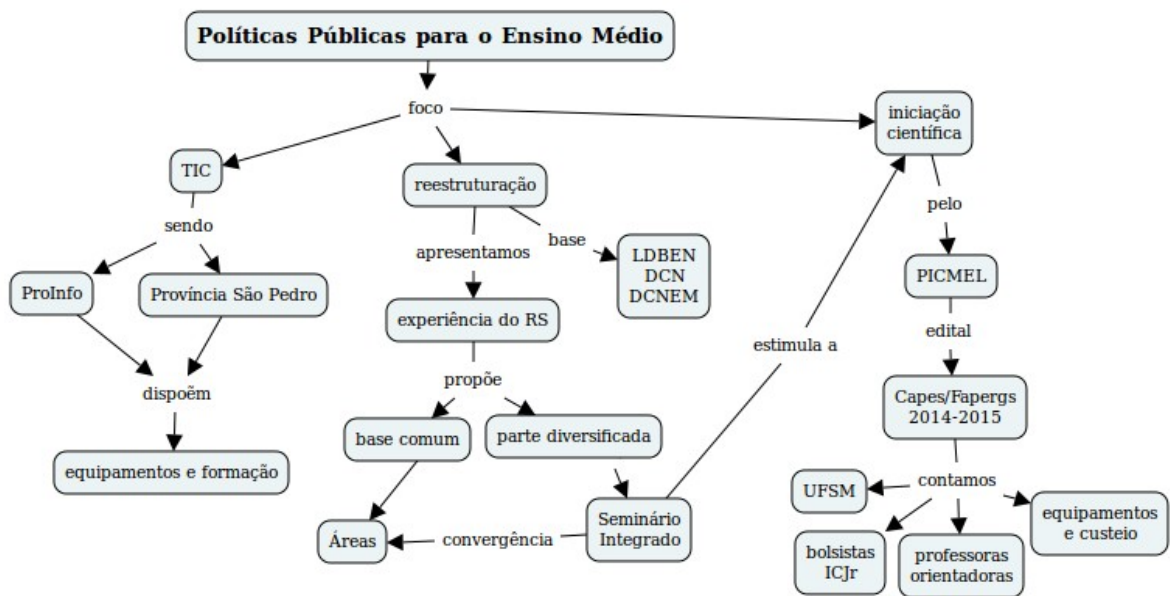 Políticas Públicas para o Ensino Médio
foco
iniciação
científica
TIC
reestruturação
sendo
pelo
apresentamos
base
LDBEN
DCN
DCNEM
ProInfo
Província São Pedro
PICMEL
experiência do RS
edital
estimula a
dispoêm
propõe
Capes/Fapergs
2014-2015
base comum
parte diversificada
equipamentos e formação
contamos
UFSM
Seminário
Integrado
equipamentos
e custeio
Áreas
convergência
bolsistas
ICJr
professoras
orientadoras